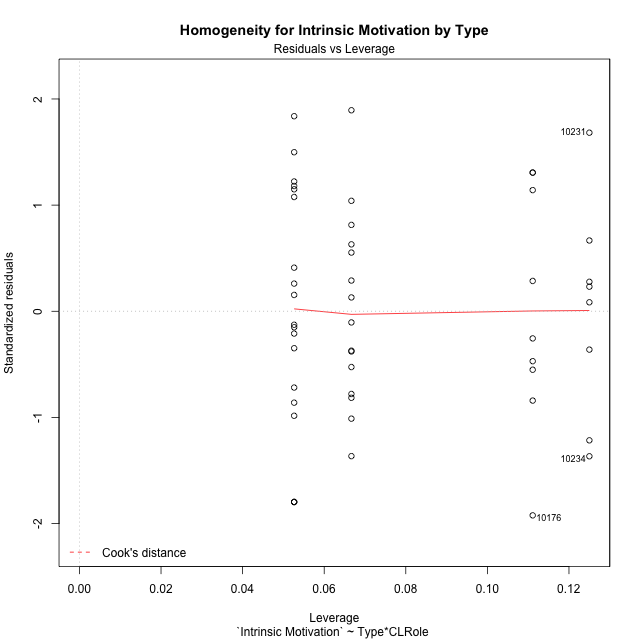 Homogeneity for Intrinsic Motivation by Type
Residuals vs Leverage
Standardized residuals
2
1
0
-1
-2
10231
10234
10176
Cook's distance
0.00 0.02 0.04 0.06 0.08 0.10 0.12
Leverage
`Intrinsic Motivation` ~ Type*CLRole